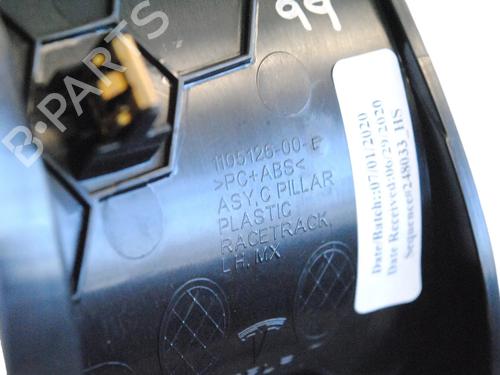 99
B-PARTS
1105126-00-E
>PC+ABS<
ASY, C PILLAR
PLASTIC
RACETRACK,
LH, MX
Date/Batch::07/01/2020
Date Received:06/29/2020
Sequence#248033_HS